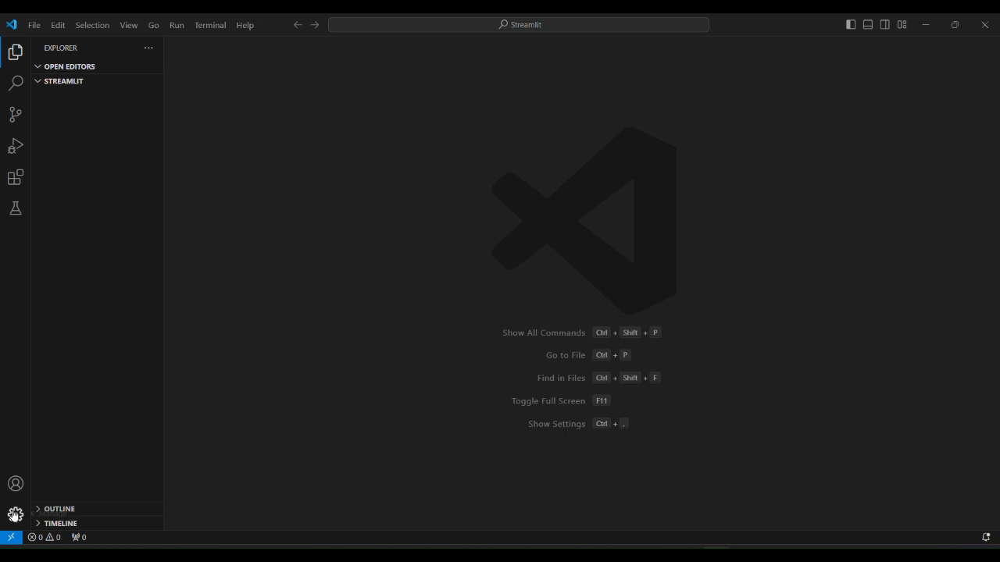 File Edit Selection View Go Run Terminal Help
Streamlit
EXPLORER
OPEN EDITORS
STREAMLIT
Show All Commands Ctrl + Shift + P
Go to File Ctrl + P
Find in Files Ctrl + Shift + F
Toggle Full Screen F11
Show Settings Ctrl + ,
OUTLINE
Manage
TIMELINE
0 0 0